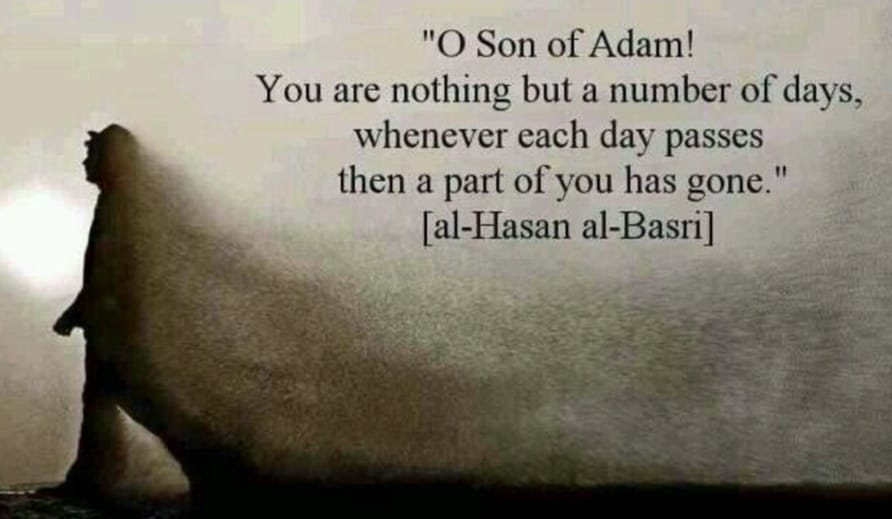 "O Son of Adam!
You are nothing but a number of days,
whenever each day passes
then a part of you has gone."
[al-Hasan al-Basri]